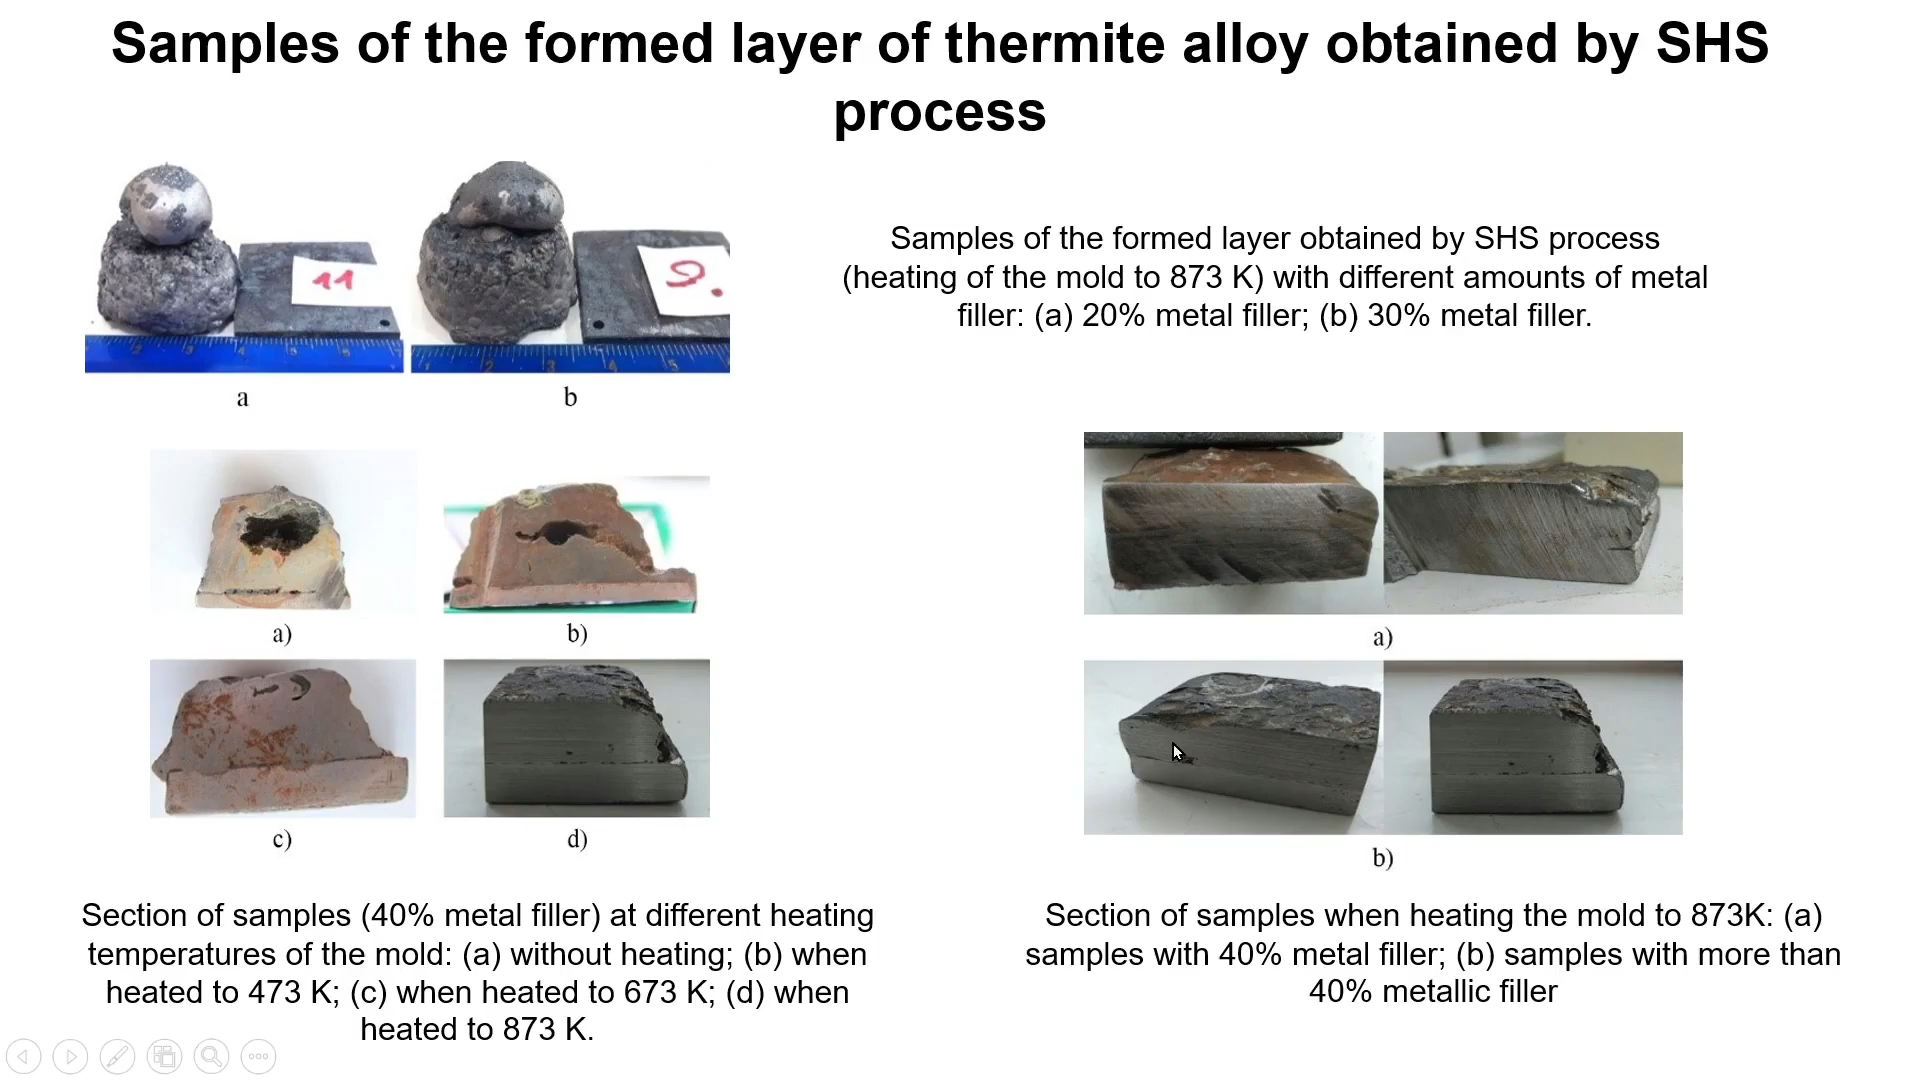 Samples of the formed layer of thermite alloy obtained by SHS
process
11
9.
a
b
Samples of the formed layer obtained by SHS process
(heating of the mold to 873 K) with different amounts of metal
filler: (a) 20% metal filler; (b) 30% metal filler.
a)
b)
c)
d)
Section of samples (40% metal filler) at different heating
temperatures of the mold: (a) without heating; (b) when
heated to 473 K; (c) when heated to 673 K; (d) when
heated to 873 K.
a)
b)
Section of samples when heating the mold to 873K: (a)
samples with 40% metal filler; (b) samples with more than
40% metallic filler